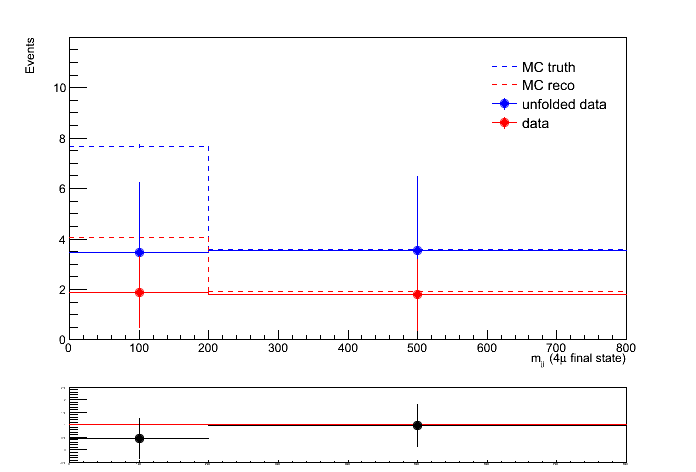 Events
MC truth
MC reco
unfolded data
data
10
8
6
4
2
0
0 100 200 300 400 500 600 700 800
m_jj (4μ final state)